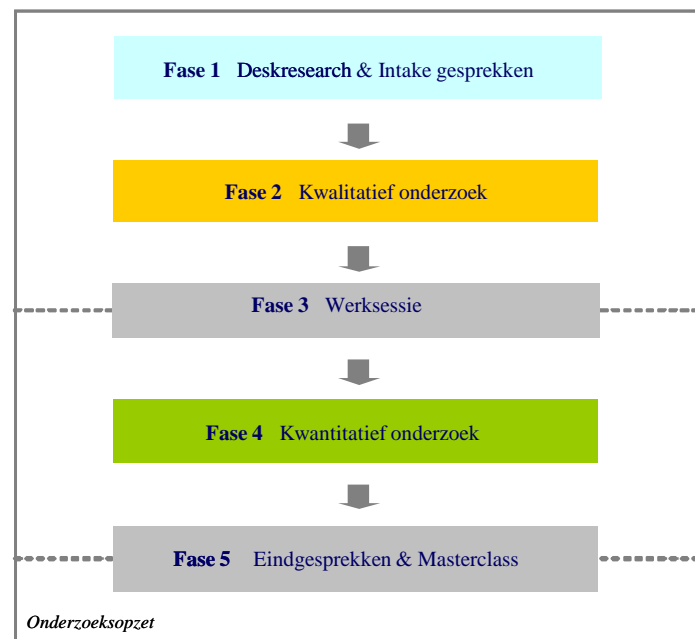 Fase 1 Deskresearch & Intake gesprekken
Fase 2 Kwalitatief onderzoek
Fase 3 Werksessie
Fase 4 Kwantitatief onderzoek
Fase 5 Eindgesprekken & Masterclass
Onderzoeksopzet